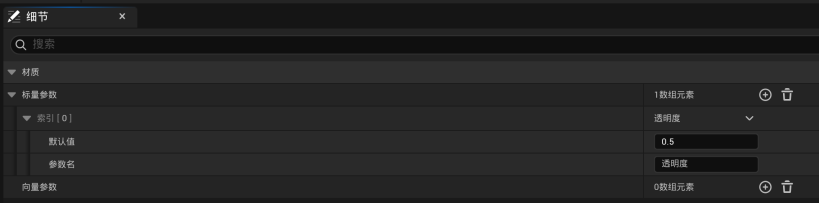 细节
搜索
材质
标量参数 1数组元素
索引 [ 0 ] 透明度
默认值 0.5
参数名 透明度
向量参数 0数组元素